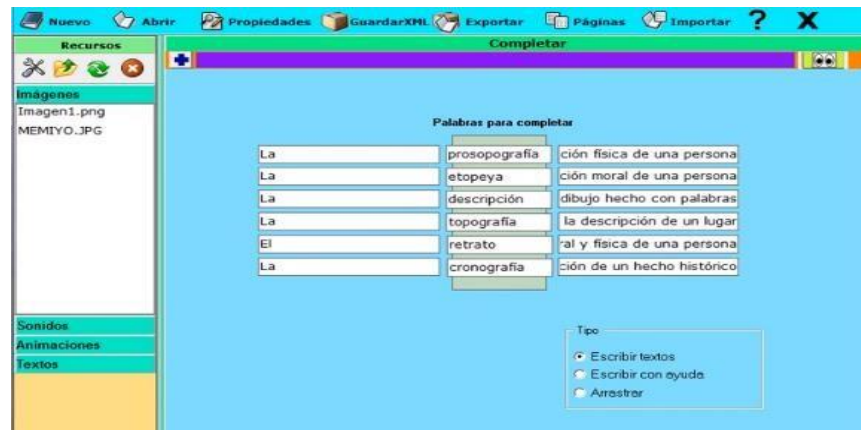 Nuevo Abrir Propiedades GuardarXML Exportar Páginas Importar ? X
Recursos
Completar
Imágenes
Imagen1.png
MEMIYO.JPG
Palabras para completar
La prosopografía ción física de una persona
La etopeya ción moral de una persona
La descripción dibujo hecho con palabras
La topografía la descripción de un lugar
El retrato ral y física de una persona
La cronografía ción de un hecho histórico
Sonidos
Animaciones
Textos
Tipo
Escribir textos
Escribir con ayuda
Arrastrar